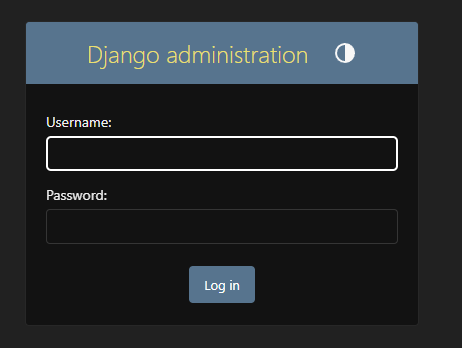 Django administration
Username:
Password:
Log in